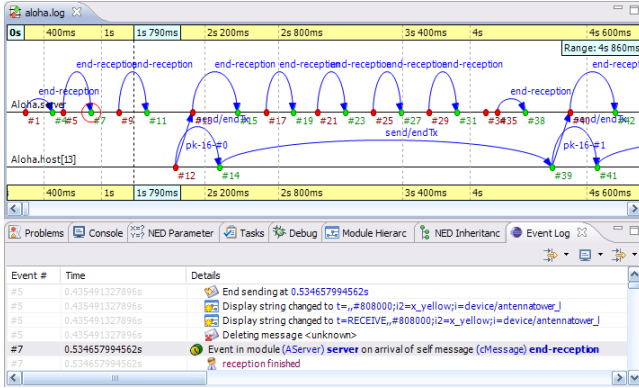 aloha.log
0s 400ms 1s 1s 790ms 2s 200ms 2s 800ms 3s 400ms 4s 4s 600ms
Range: 4s 860ms
end-reception end-reception end-reception end-reception end-reception end-reception end-reception end-recept
Aloha.server
#1 #4 #5 #7 #9 #11 #15 #17 #19 #21 #23 #25 #27 #29 #31 #35 #38 #40 #42
send/endTx send/endTx send/endTx
pk-16-#0 pk-16-#1
Aloha.host[13]
#12 #14 #39 #41
400ms 1s 1s 790ms 2s 200ms 2s 800ms 3s 400ms 4s 4s 600ms
Problems Console NED Parameter Tasks Debug Module Hierarc NED Inheritanc Event Log
Event # Time Details
#5 0.435491327896s End sending at 0.534657994562s
#5 0.435491327896s Display string changed to t=,,#808000;i2=x_yellow;i=device/antennatower_l
#5 0.435491327896s Display string changed to t=RECEIVE,,#808000;i2=x_yellow;i=device/antennatower_l
#5 0.435491327896s Deleting message <unknown>
#7 0.534657994562s Event in module (AServer) server on arrival of self message (cMessage) end-reception
#7 0.534657994562s reception finished